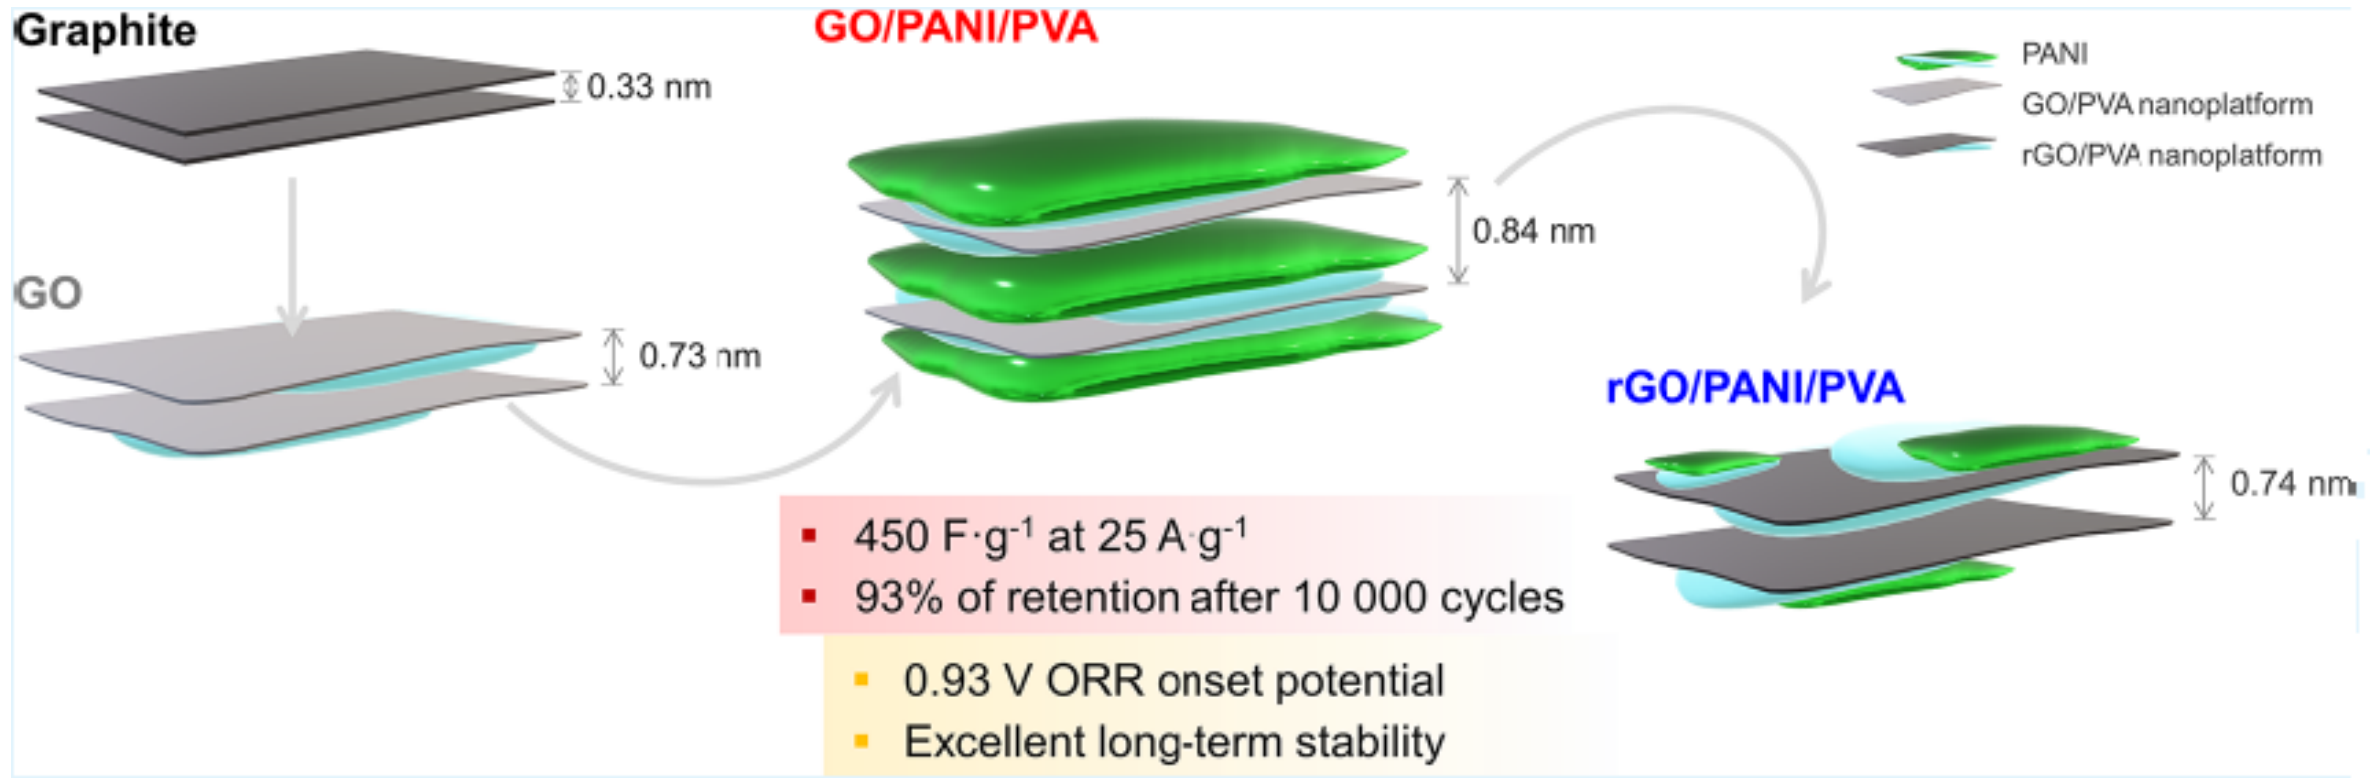 Graphite
0.33 nm
GO
0.73 nm
GO/PANI/PVA
0.84 nm
PANI
GO/PVA nanoplatform
rGO/PVA nanoplatform
rGO/PANI/PVA
0.74 nm
▪ 450 F·g⁻¹ at 25 A·g⁻¹
▪ 93% of retention after 10 000 cycles
▪ 0.93 V ORR onset potential
▪ Excellent long-term stability